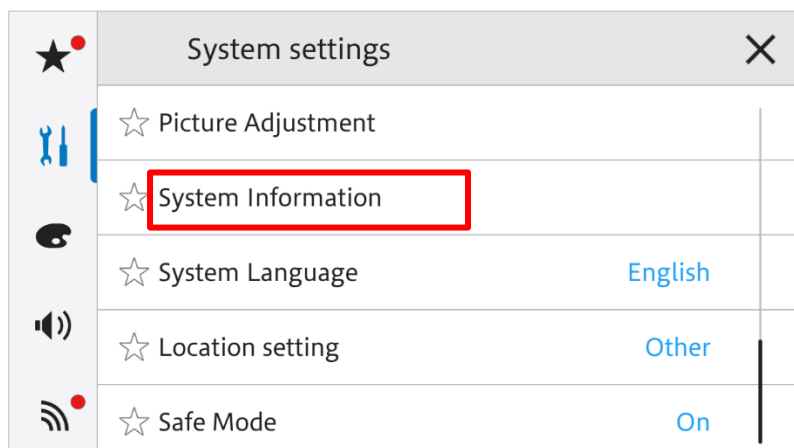 System settings
Picture Adjustment
System Information
System Language English
Location setting Other
Safe Mode On